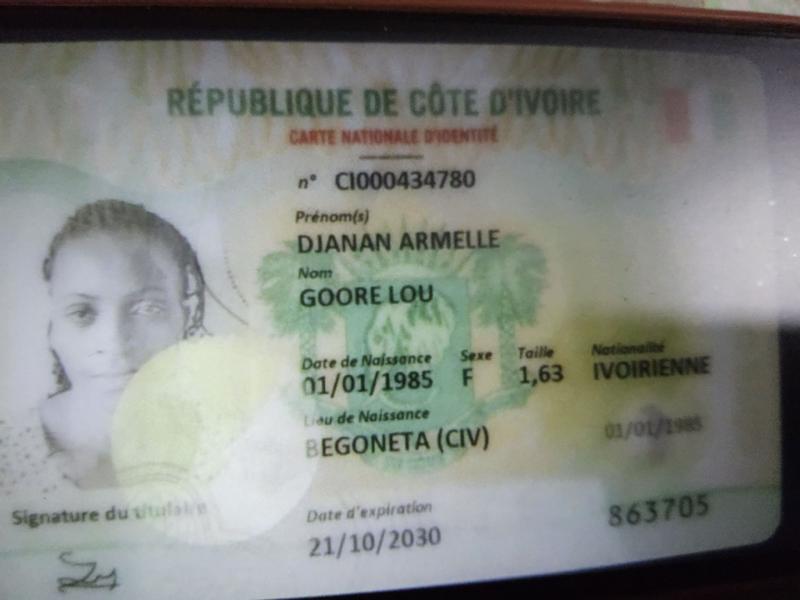 RÉPUBLIQUE DE CÔTE D'IVOIRE
CARTE NATIONALE D'IDENTITÉ
n° CI000434780
Prénom(s)
DJANAN ARMELLE
Nom
GOORE LOU
Date de Naissance Sexe Taille Nationalité
01/01/1985 F 1,63 IVOIRIENNE
Lieu de Naissance
BEGONETA (CIV) 01/01/1985
Signature du titulaire
Date d'expiration
21/10/2030 863705